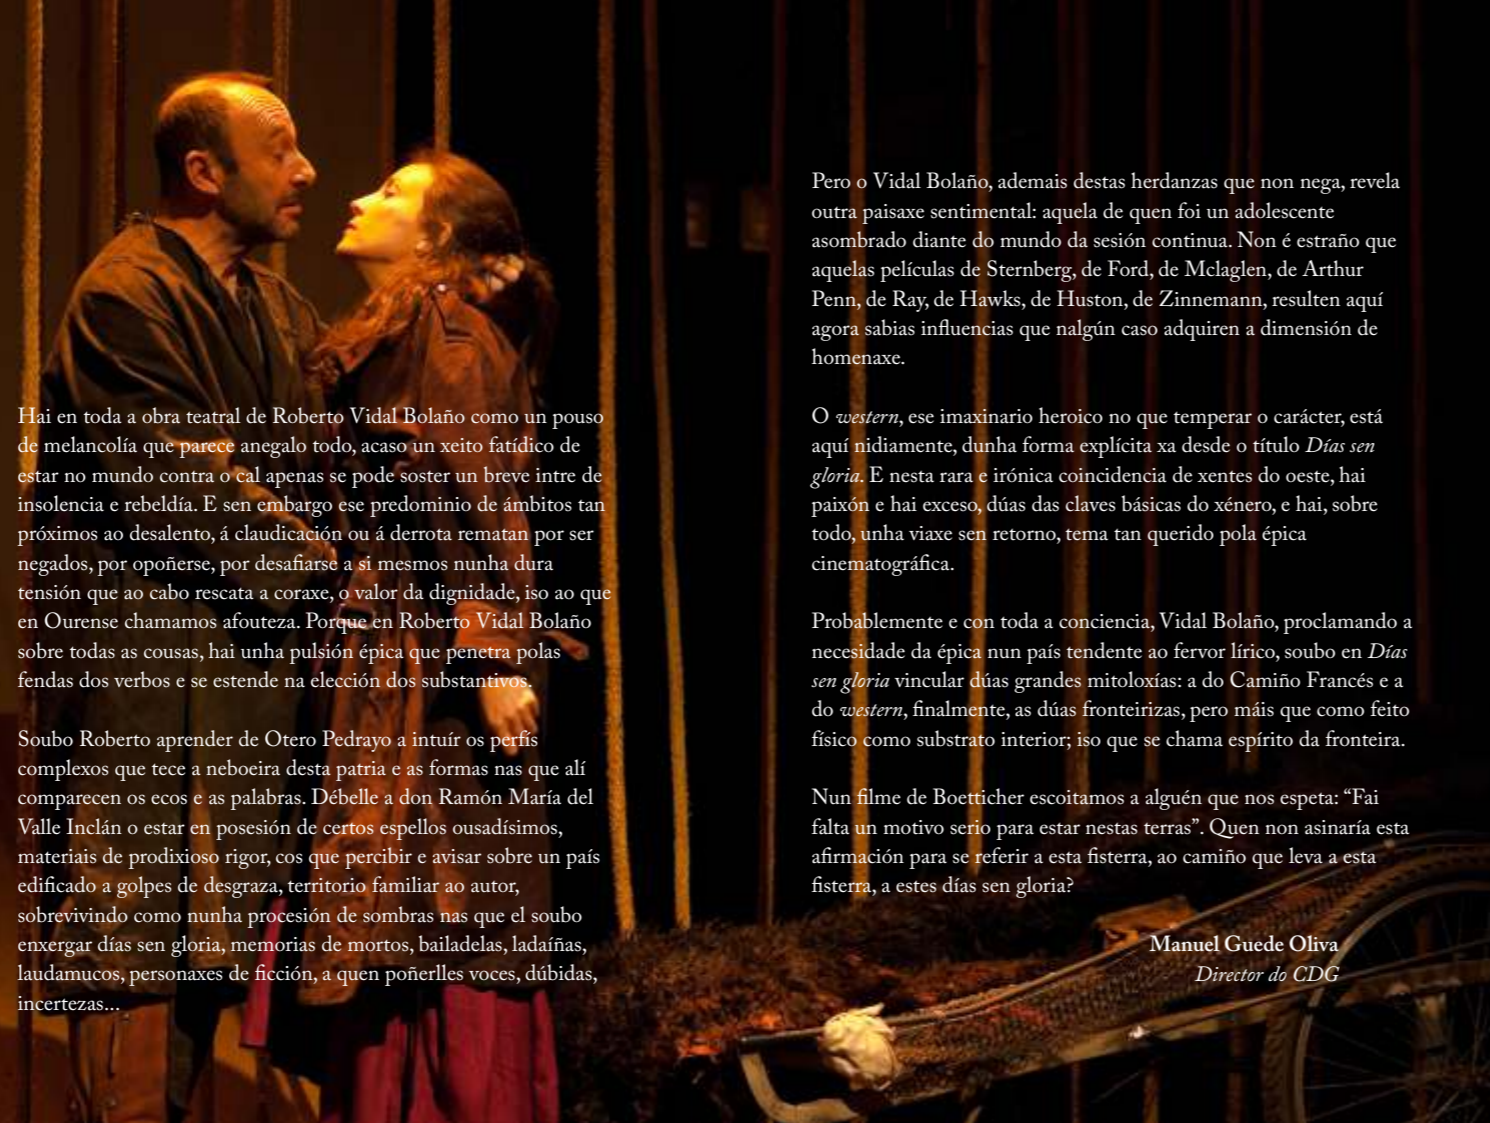 Hai en toda a obra teatral de Roberto Vidal Bolaño como un pouso
de melancolía que parece anegalo todo, acaso un xeito fatídico de
estar no mundo contra o cal apenas se pode soster un breve intre de
insolencia e rebeldía. E sen embargo ese predominio de ámbitos tan
próximos ao desalento, á claudicación ou á derrota rematan por ser
negados, por opoñerse, por desafiarse a si mesmos nunha dura
tensión que ao cabo rescata a coraxe, o valor da dignidade, iso ao que
en Ourense chamamos afouteza. Porque en Roberto Vidal Bolaño
sobre todas as cousas, hai unha pulsión épica que penetra polas
fendas dos verbos e se estende na elección dos substantivos.
Soubo Roberto aprender de Otero Pedrayo a intuír os perfís
complexos que tece a neboeira desta patria e as formas nas que alí
comparecen os ecos e as palabras. Débelle a don Ramón María del
Valle Inclán o estar en posesión de certos espellos ousadísimos,
materiais de prodixioso rigor, cos que percibir e avisar sobre un país
edificado a golpes de desgraza, territorio familiar ao autor,
sobrevivindo como nunha procesión de sombras nas que el soubo
enxergar días sen gloria, memorias de mortos, bailadelas, ladaíñas,
laudamucos, personaxes de ficción, a quen poñerlles voces, dúbidas,
incertezas...
Pero o Vidal Bolaño, ademais destas herdanzas que non nega, revela
outra paisaxe sentimental: aquela de quen foi un adolescente
asombrado diante do mundo da sesión continua. Non é estraño que
aquelas películas de Sternberg, de Ford, de Mclaglen, de Arthur
Penn, de Ray, de Hawks, de Huston, de Zinnemann, resulten aquí
agora sabias influencias que nalgún caso adquiren a dimensión de
homenaxe.
O western, ese imaxinario heroico no que temperar o carácter, está
aquí nidiamente, dunha forma explícita xa desde o título Días sen
gloria. E nesta rara e irónica coincidencia de xentes do oeste, hai
paixón e hai exceso, dúas das claves básicas do xénero, e hai, sobre
todo, unha viaxe sen retorno, tema tan querido pola épica
cinematográfica.
Probablemente e con toda a conciencia, Vidal Bolaño, proclamando a
necesidade da épica nun país tendente ao fervor lírico, soubo en Días
sen gloria vincular dúas grandes mitoloxías: a do Camiño Francés e a
do western, finalmente, as dúas fronteirizas, pero máis que como feito
físico como substrato interior; iso que se chama espírito da fronteira.
Nun filme de Boetticher escoitamos a alguén que nos espeta: “Fai
falta un motivo serio para estar nestas terras”. Quen non asinaría esta
afirmación para se referir a esta fisterra, ao camiño que leva a esta
fisterra, a estes días sen gloria?
Manuel Guede Oliva
Director do CDG